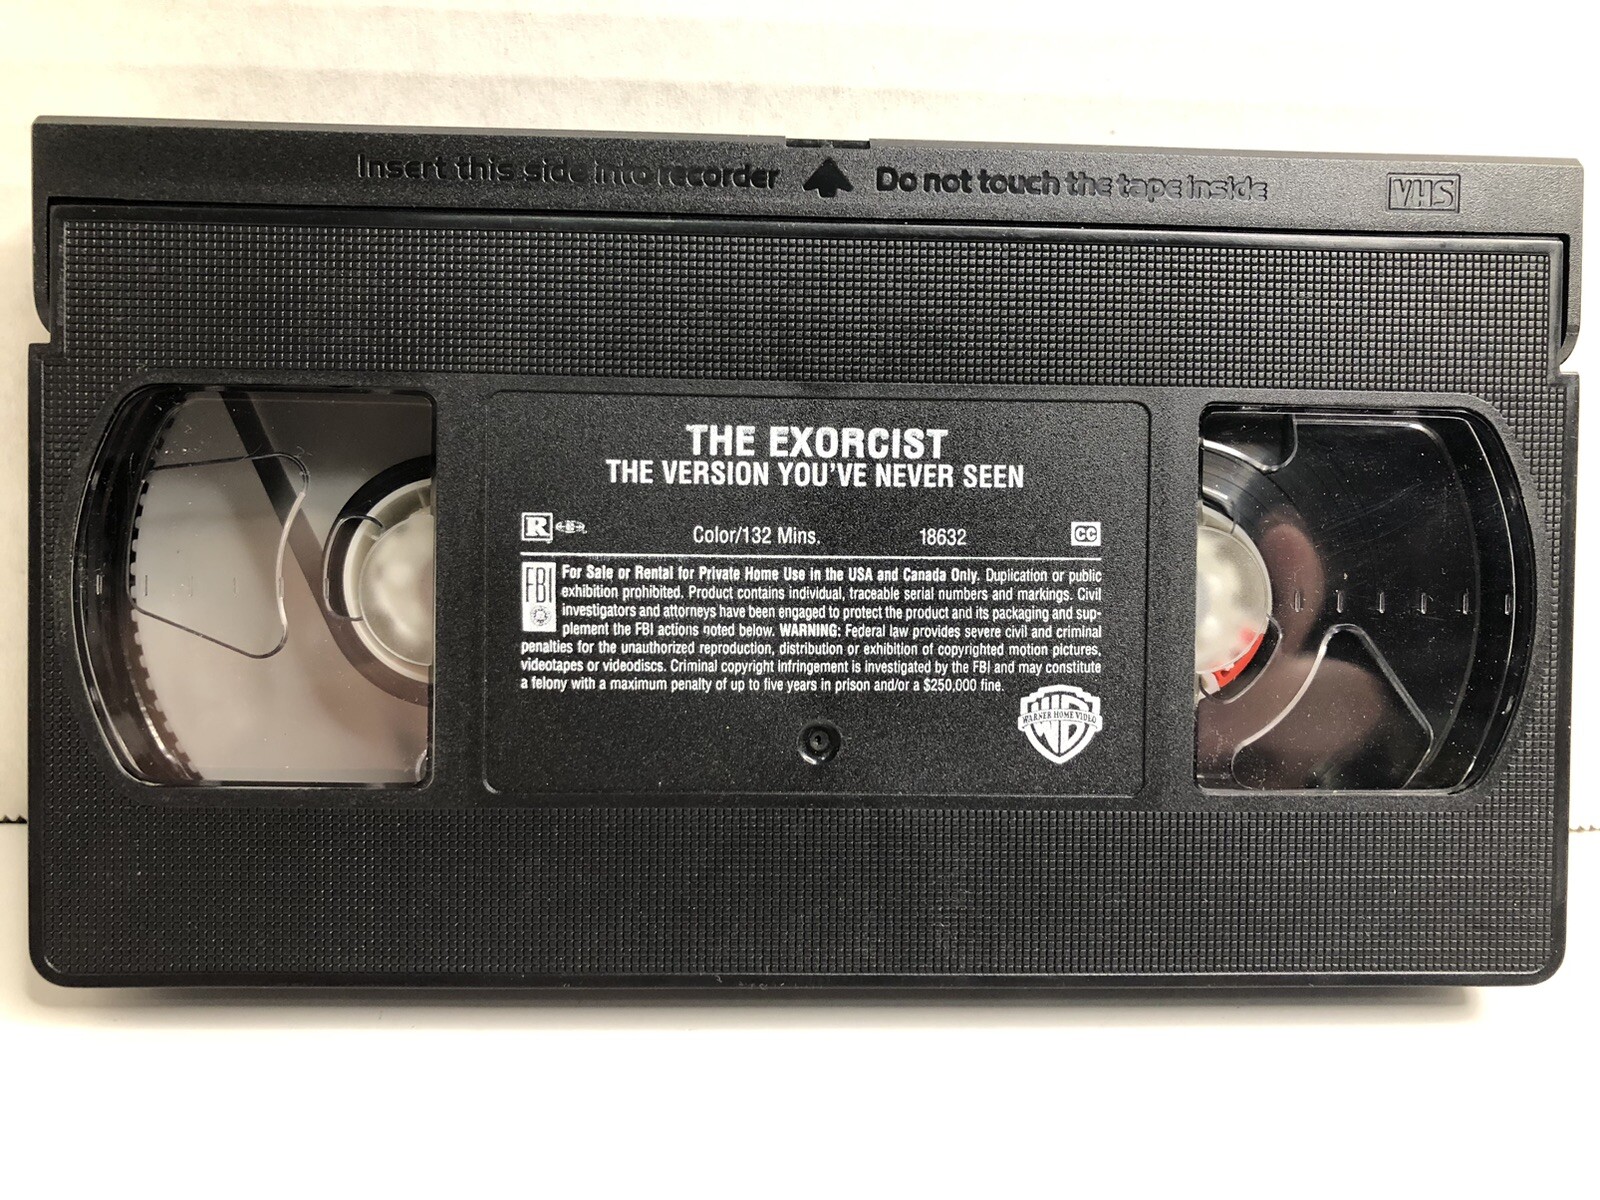 Insert this side into recorder Do not touch the tape inside VHS
THE EXORCIST
THE VERSION YOU'VE NEVER SEEN
R Color/132 Mins. 18632 CC
FBI For Sale or Rental for Private Home Use in the USA and Canada Only. Duplication or public
exhibition prohibited. Product contains individual, traceable serial numbers and markings. Civil
investigators and attorneys have been engaged to protect the product and its packaging and sup-
plement the FBI actions noted below. WARNING: Federal law provides severe civil and criminal
penalties for the unauthorized reproduction, distribution or exhibition of copyrighted motion pictures,
videotapes or videodiscs. Criminal copyright infringement is investigated by the FBI and may constitute
a felony with a maximum penalty of up to five years in prison and/or a $250,000 fine.
WARNER HOME VIDEO